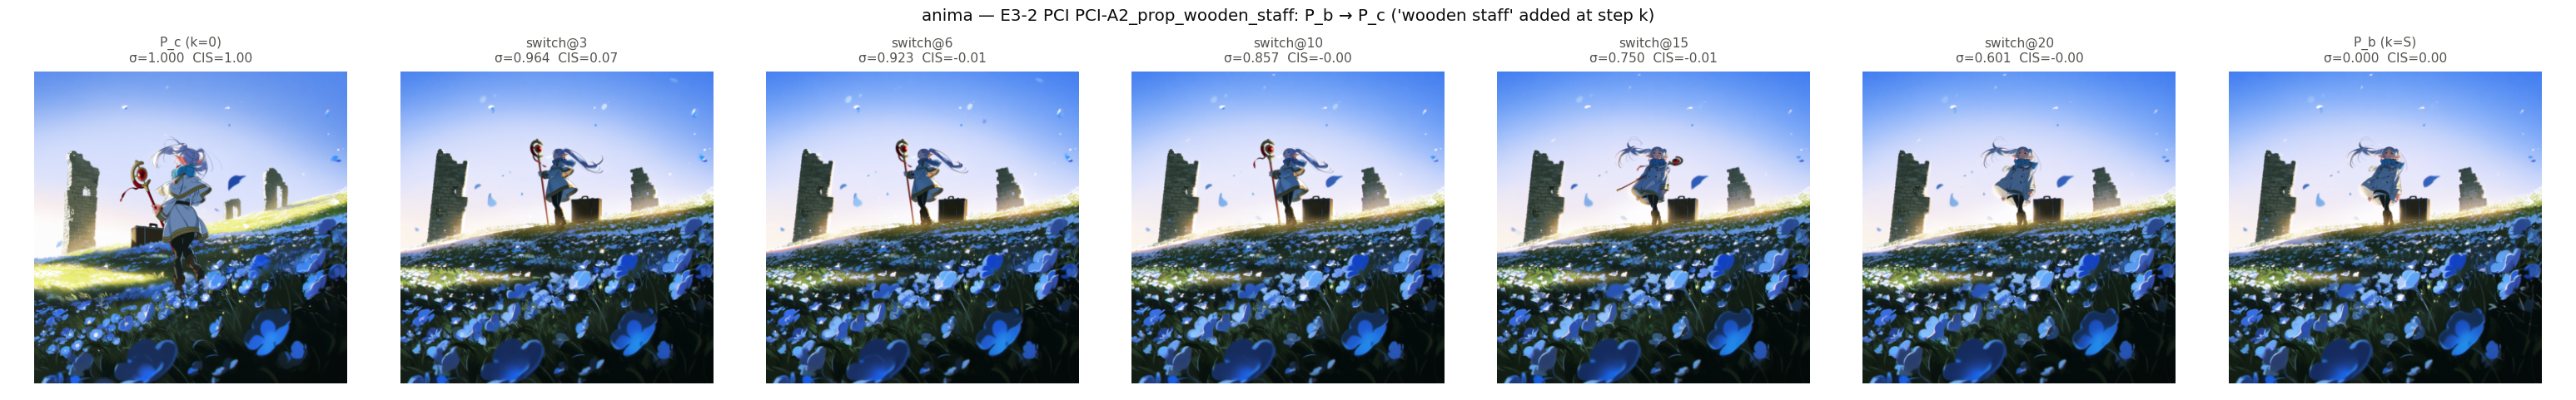 anima — E3-2 PCI PCI-A2_prop_wooden_staff: P_b → P_c ('wooden staff' added at step k)
P_c (k=0)
σ=1.000 CIS=1.00
switch@3
σ=0.964 CIS=0.07
switch@6
σ=0.923 CIS=-0.01
switch@10
σ=0.857 CIS=-0.00
switch@15
σ=0.750 CIS=-0.01
switch@20
σ=0.601 CIS=-0.00
P_b (k=S)
σ=0.000 CIS=0.00